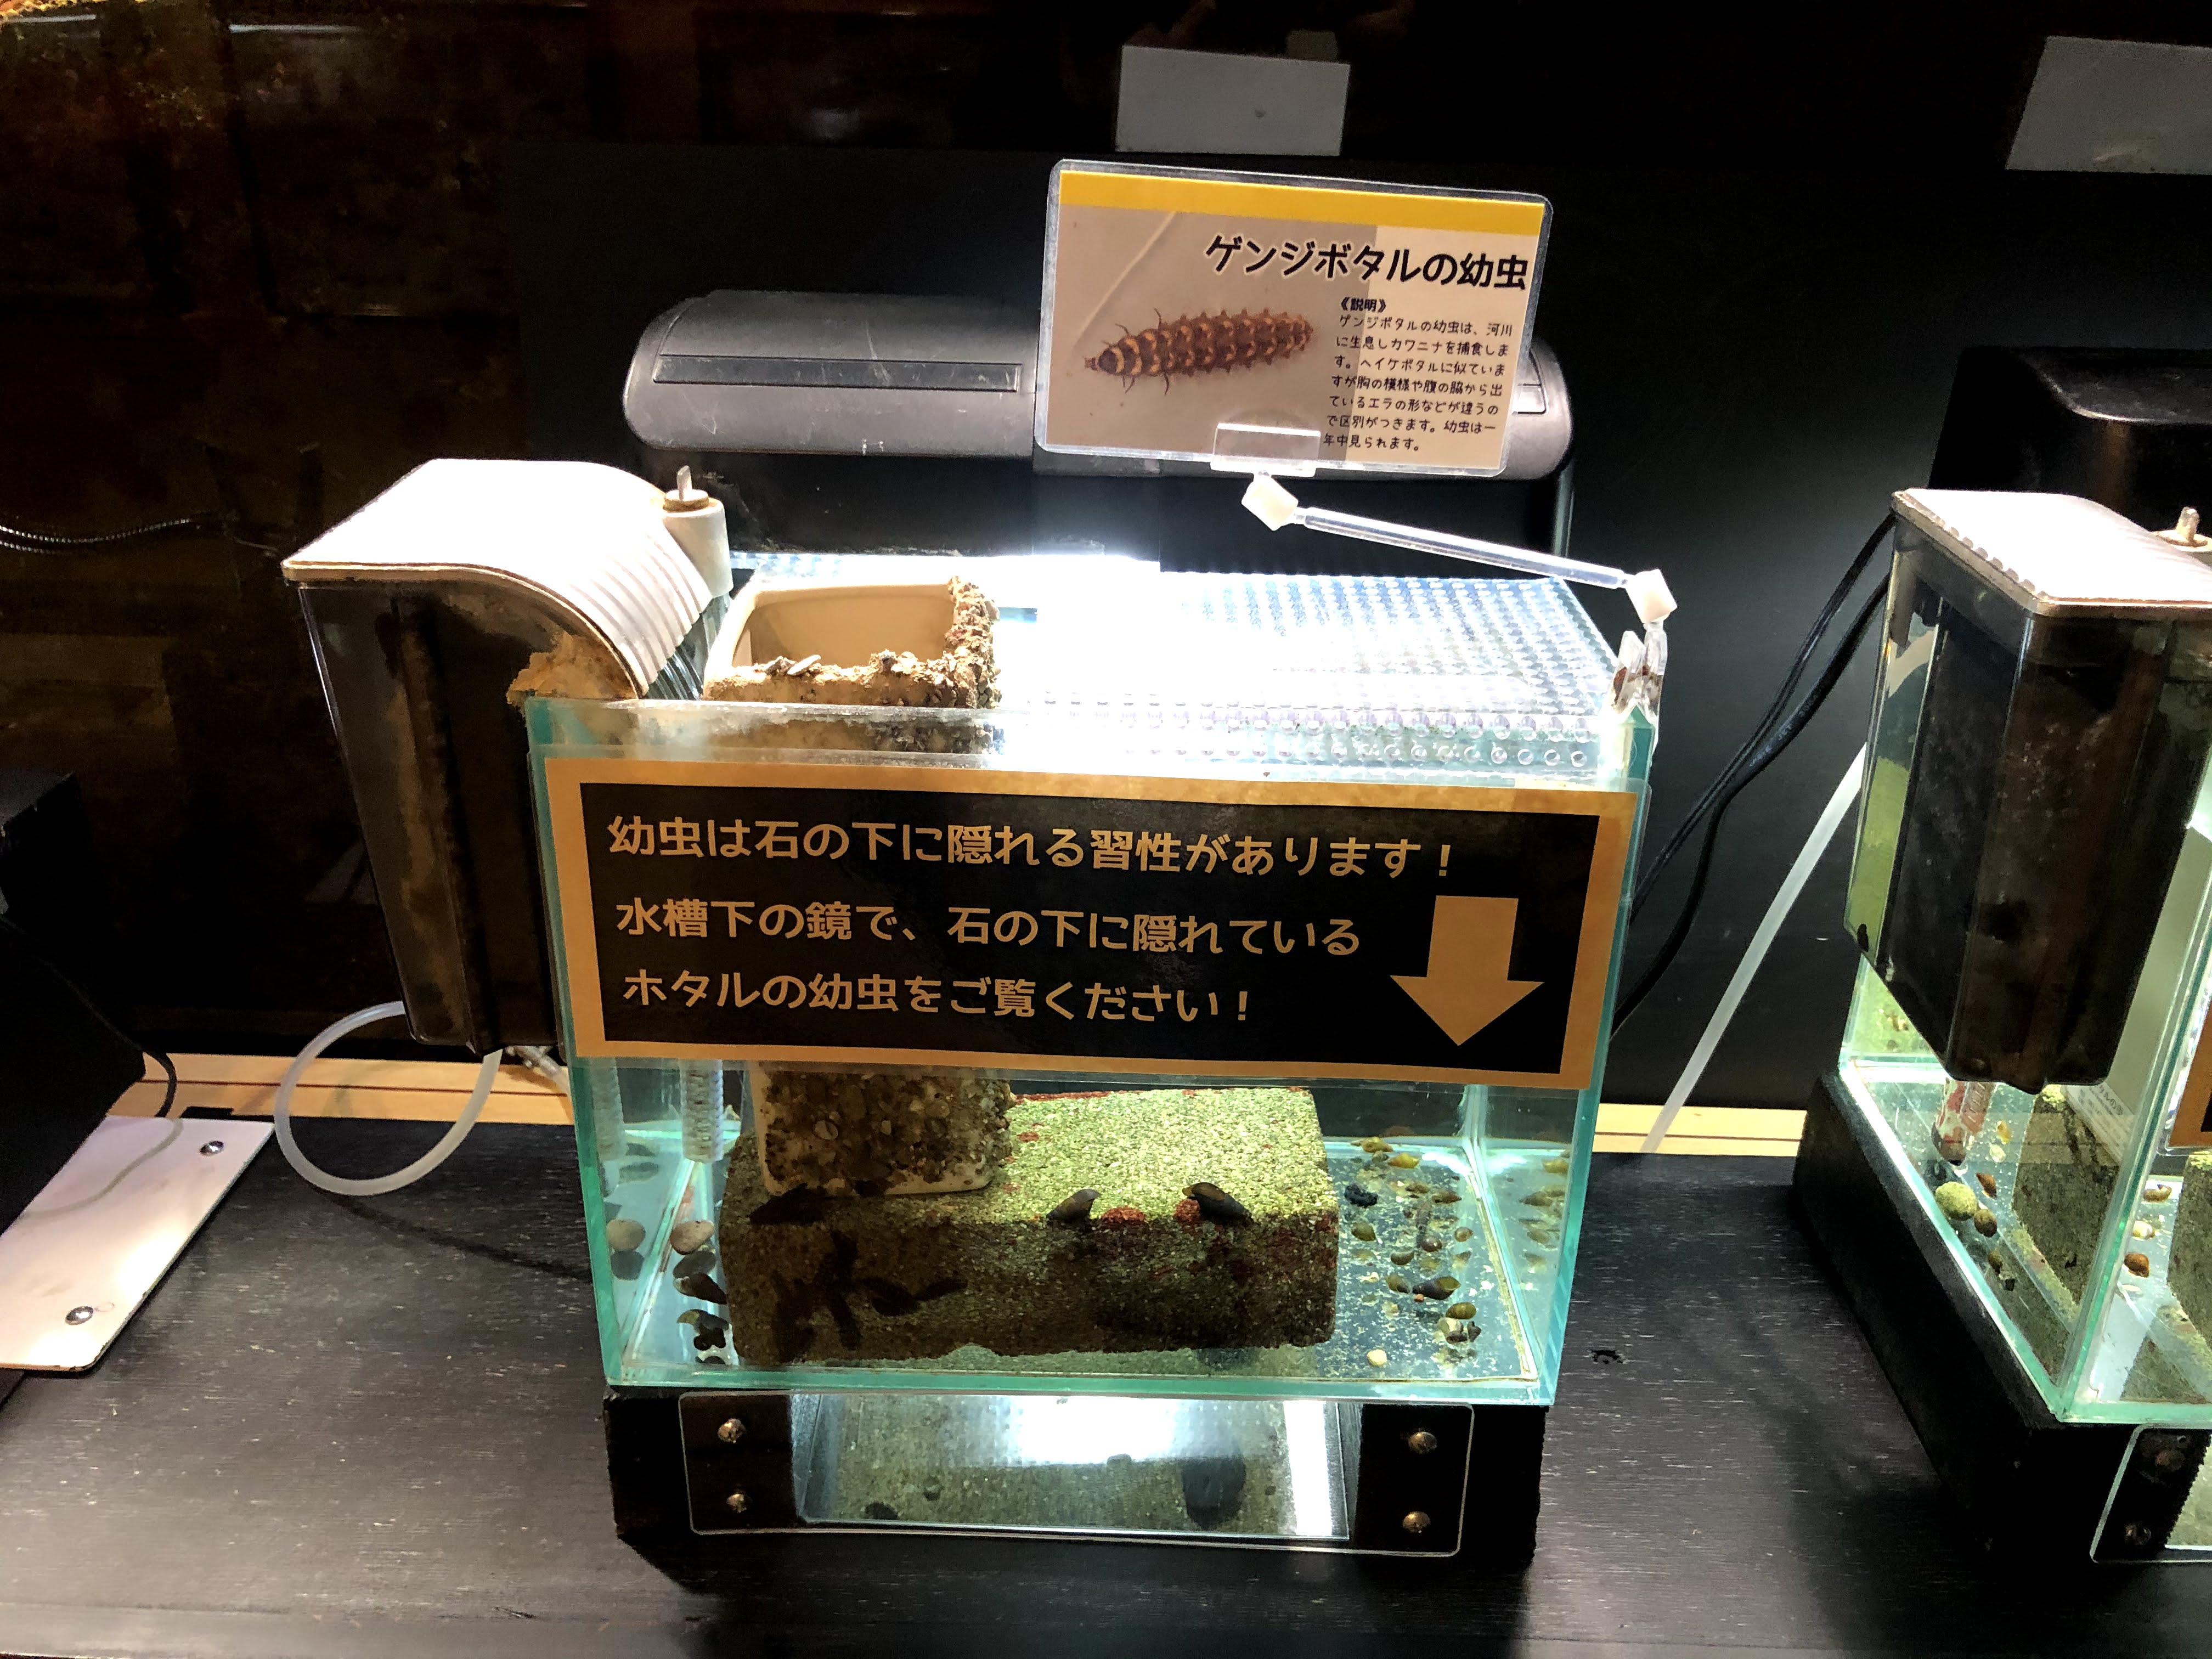 ゲンジボタルの幼虫
《説明》
ゲンジボタルの幼虫は、河川
に生息しカワニナを捕食しま
す。ヘイケボタルに似ていま
すが胸の模様や腹の脇から出
ているエラの形などが違うの
で区別がつきます。幼虫は一
年中見られます。
幼虫は石の下に隠れる習性があります！
水槽下の鏡で、石の下に隠れている
ホタルの幼虫をご覧ください！